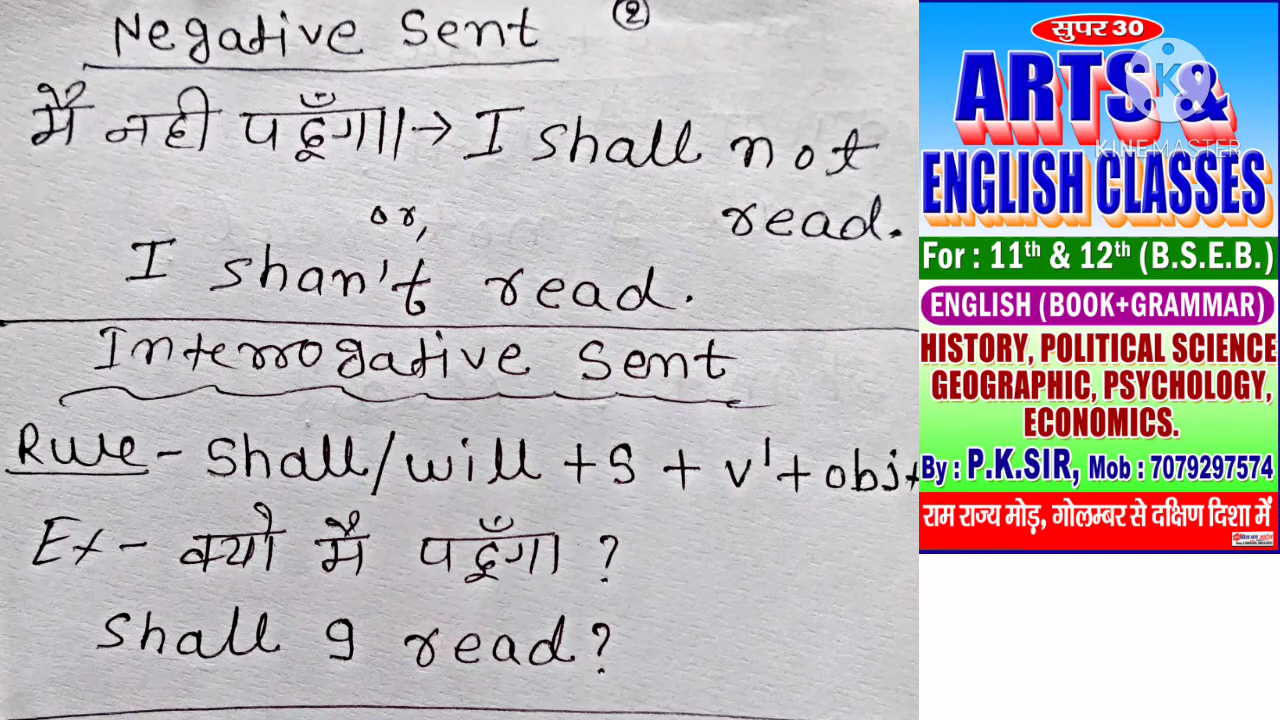 Negative Sent
(2)
मैं नही पढूँगा।→ I shall not
read.
or,
I shan't read.
Interrogative Sent
Rule - Shall/will + S + v¹ + obj+
Ex - क्यो मै पढूँगा ?
Shall I read?
सुपर 30
ARTS &
KINEMASTER
ENGLISH CLASSES
For : 11th & 12th (B.S.E.B.)
ENGLISH (BOOK+GRAMMAR)
HISTORY, POLITICAL SCIENCE
GEOGRAPHIC, PSYCHOLOGY,
ECONOMICS.
By : P.K.SIR, Mob : 7079297574
राम राज्य मोड़, गोलम्बर से दक्षिण दिशा में